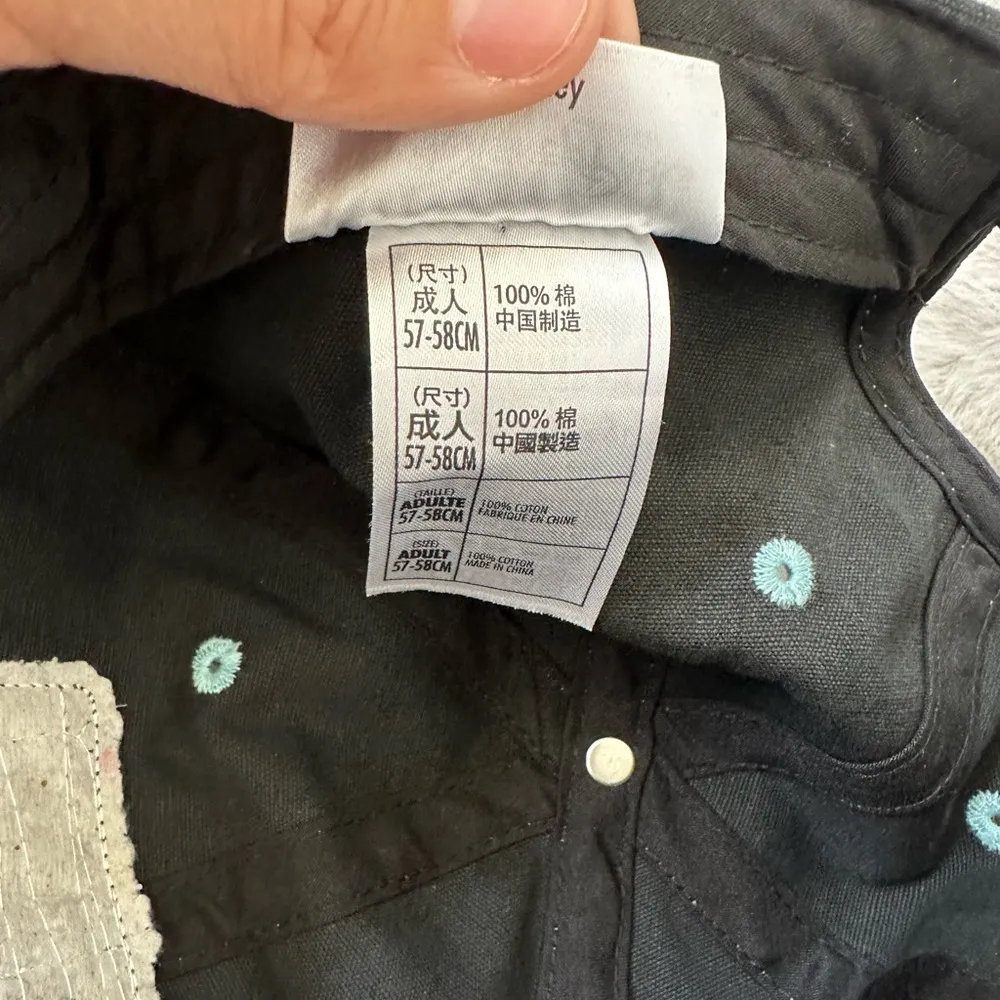 (尺寸)
成人
57-58CM
100% 棉
中国制造
(尺寸)
成人
57-58CM
100% 棉
中國製造
(TAILLE)
ADULTE
57-58CM
100% COTON
FABRIQUE EN CHINE
(SIZE)
ADULT
57-58CM
100% COTTON
MADE IN CHINA